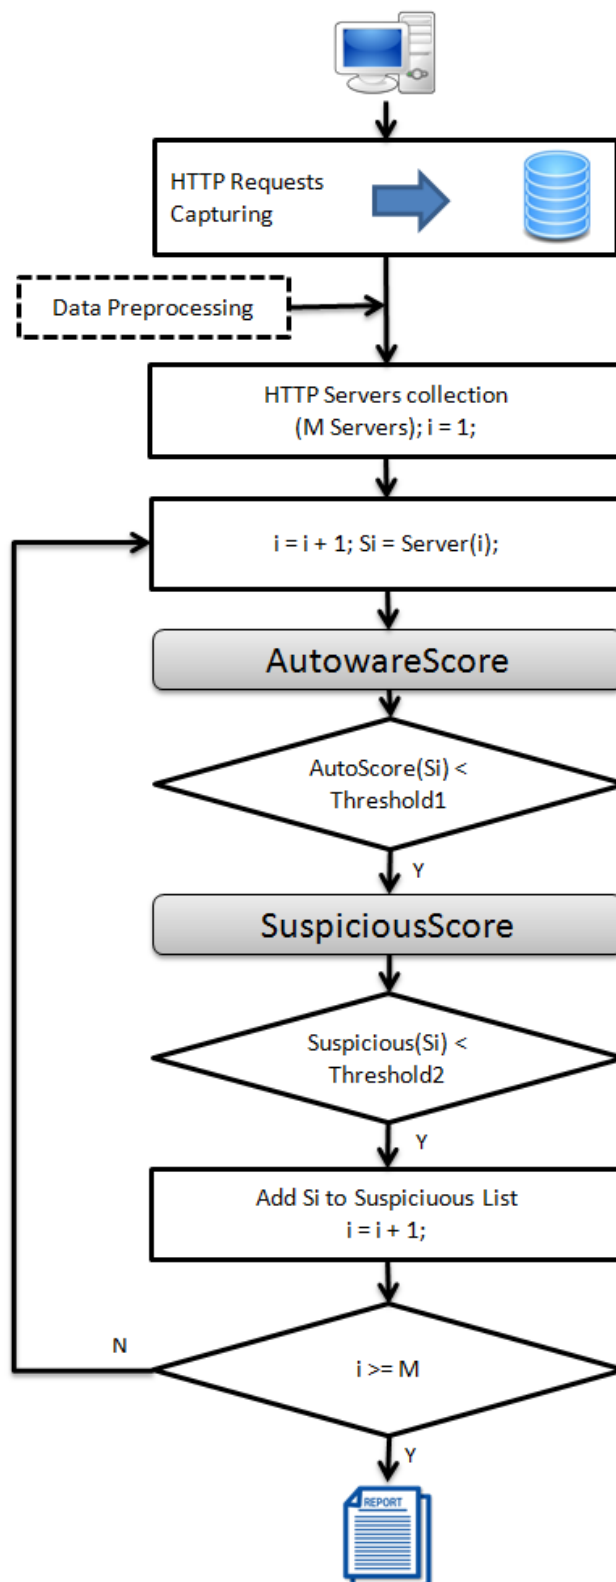 HTTP Requests
Capturing
Data Preprocessing
HTTP Servers collection
(M Servers); i = 1;
i = i + 1; Si = Server(i);
AutowareScore
AutoScore(Si) <
Threshold1
Y
SuspiciousScore
Suspicious(Si) <
Threshold2
Y
Add Si to Suspiciuous List
i = i + 1;
N
i >= M
Y
REPORT